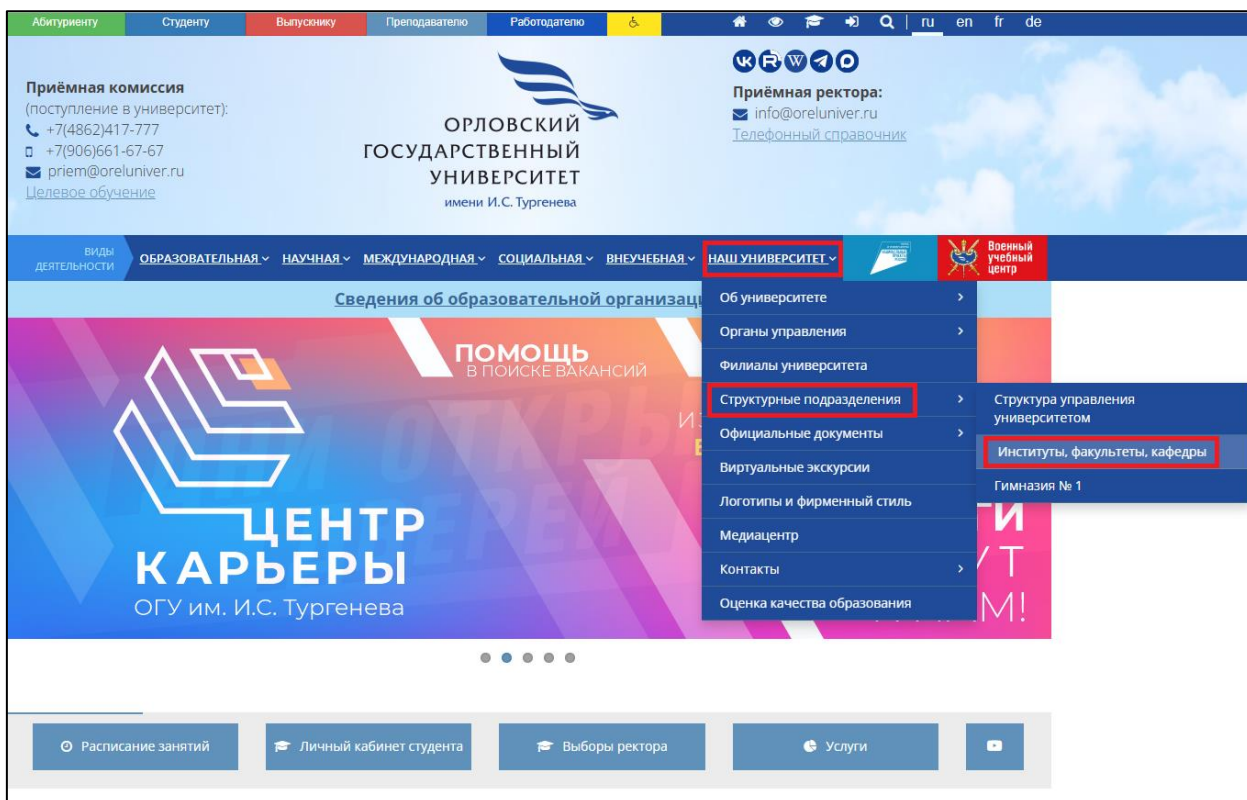 Абитуриенту
Студенту
Выпускнику
Преподавателю
Работодателю
ru
en
fr
de
Приёмная комиссия
(поступление в университет):
+7(4862)417-777
+7(906)661-67-67
priem@oreluniver.ru
Целевое обучение
ОРЛОВСКИЙ
ГОСУДАРСТВЕННЫЙ
УНИВЕРСИТЕТ
имени И.С. Тургенева
Приёмная ректора:
info@oreluniver.ru
Телефонный справочник
ВИДЫ
ДЕЯТЕЛЬНОСТИ
ОБРАЗОВАТЕЛЬНАЯ
НАУЧНАЯ
МЕЖДУНАРОДНАЯ
СОЦИАЛЬНАЯ
ВНЕУЧЕБНАЯ
НАШ УНИВЕРСИТЕТ
Военный
учебный
центр
Сведения об образовательной
Об университете
Органы управления
Филиалы университета
Структурные подразделения
Официальные документы
Виртуальные экскурсии
Логотипы и фирменный стиль
Медиацентр
Контакты
Оценка качества образования
Структура управления
университетом
Институты, факультеты, кафедры
Гимназия № 1
ПОМОЩЬ
В ПОИСКЕ ВАКАНСИЙ
ЦЕНТР
КАРЬЕРЫ
ОГУ им. И.С. Тургенева
Расписание занятий
Личный кабинет студента
Выборы ректора
Услуги